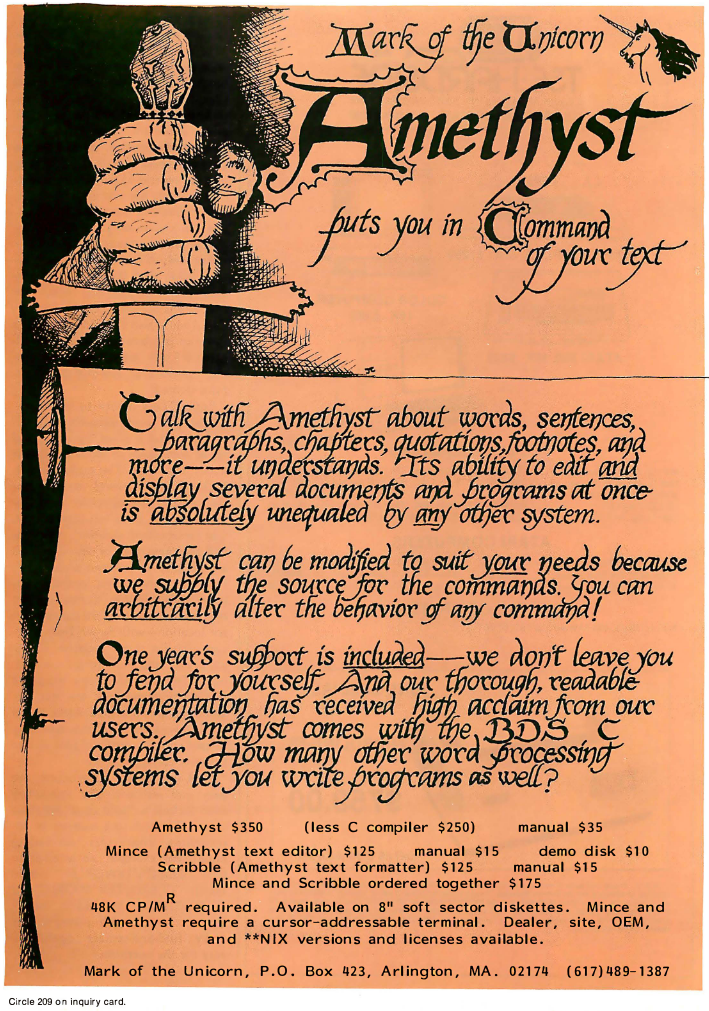 Mark of the Unicorn
Amethyst
puts you in Command
of your text
Talk with Amethyst about words, sentences,
paragraphs, chapters, quotations, footnotes, and
more——it understands. Its ability to edit and
display several documents and programs at once
is absolutely unequaled by any other system.
Amethyst can be modified to suit your needs because
we supply the source for the commands. You can
arbitrarily alter the behavior of any command!
One year's support is included——we don't leave you
to fend for yourself. And our thorough, readable
documentation has received high acclaim from our
users. Amethyst comes with the BDS C
compiler. How many other word processing
systems let you write programs as well?
Amethyst $350 (less C compiler $250) manual $35
Mince (Amethyst text editor) $125 manual $15 demo disk $10
Scribble (Amethyst text formatter) $125 manual $15
Mince and Scribble ordered together $175
48K CP/M^R required. Available on 8" soft sector diskettes. Mince and
Amethyst require a cursor-addressable terminal. Dealer, site, OEM,
and **NIX versions and licenses available.
Mark of the Unicorn, P.O. Box 423, Arlington, MA. 02174 (617)489-1387
Circle 209 on inquiry card.